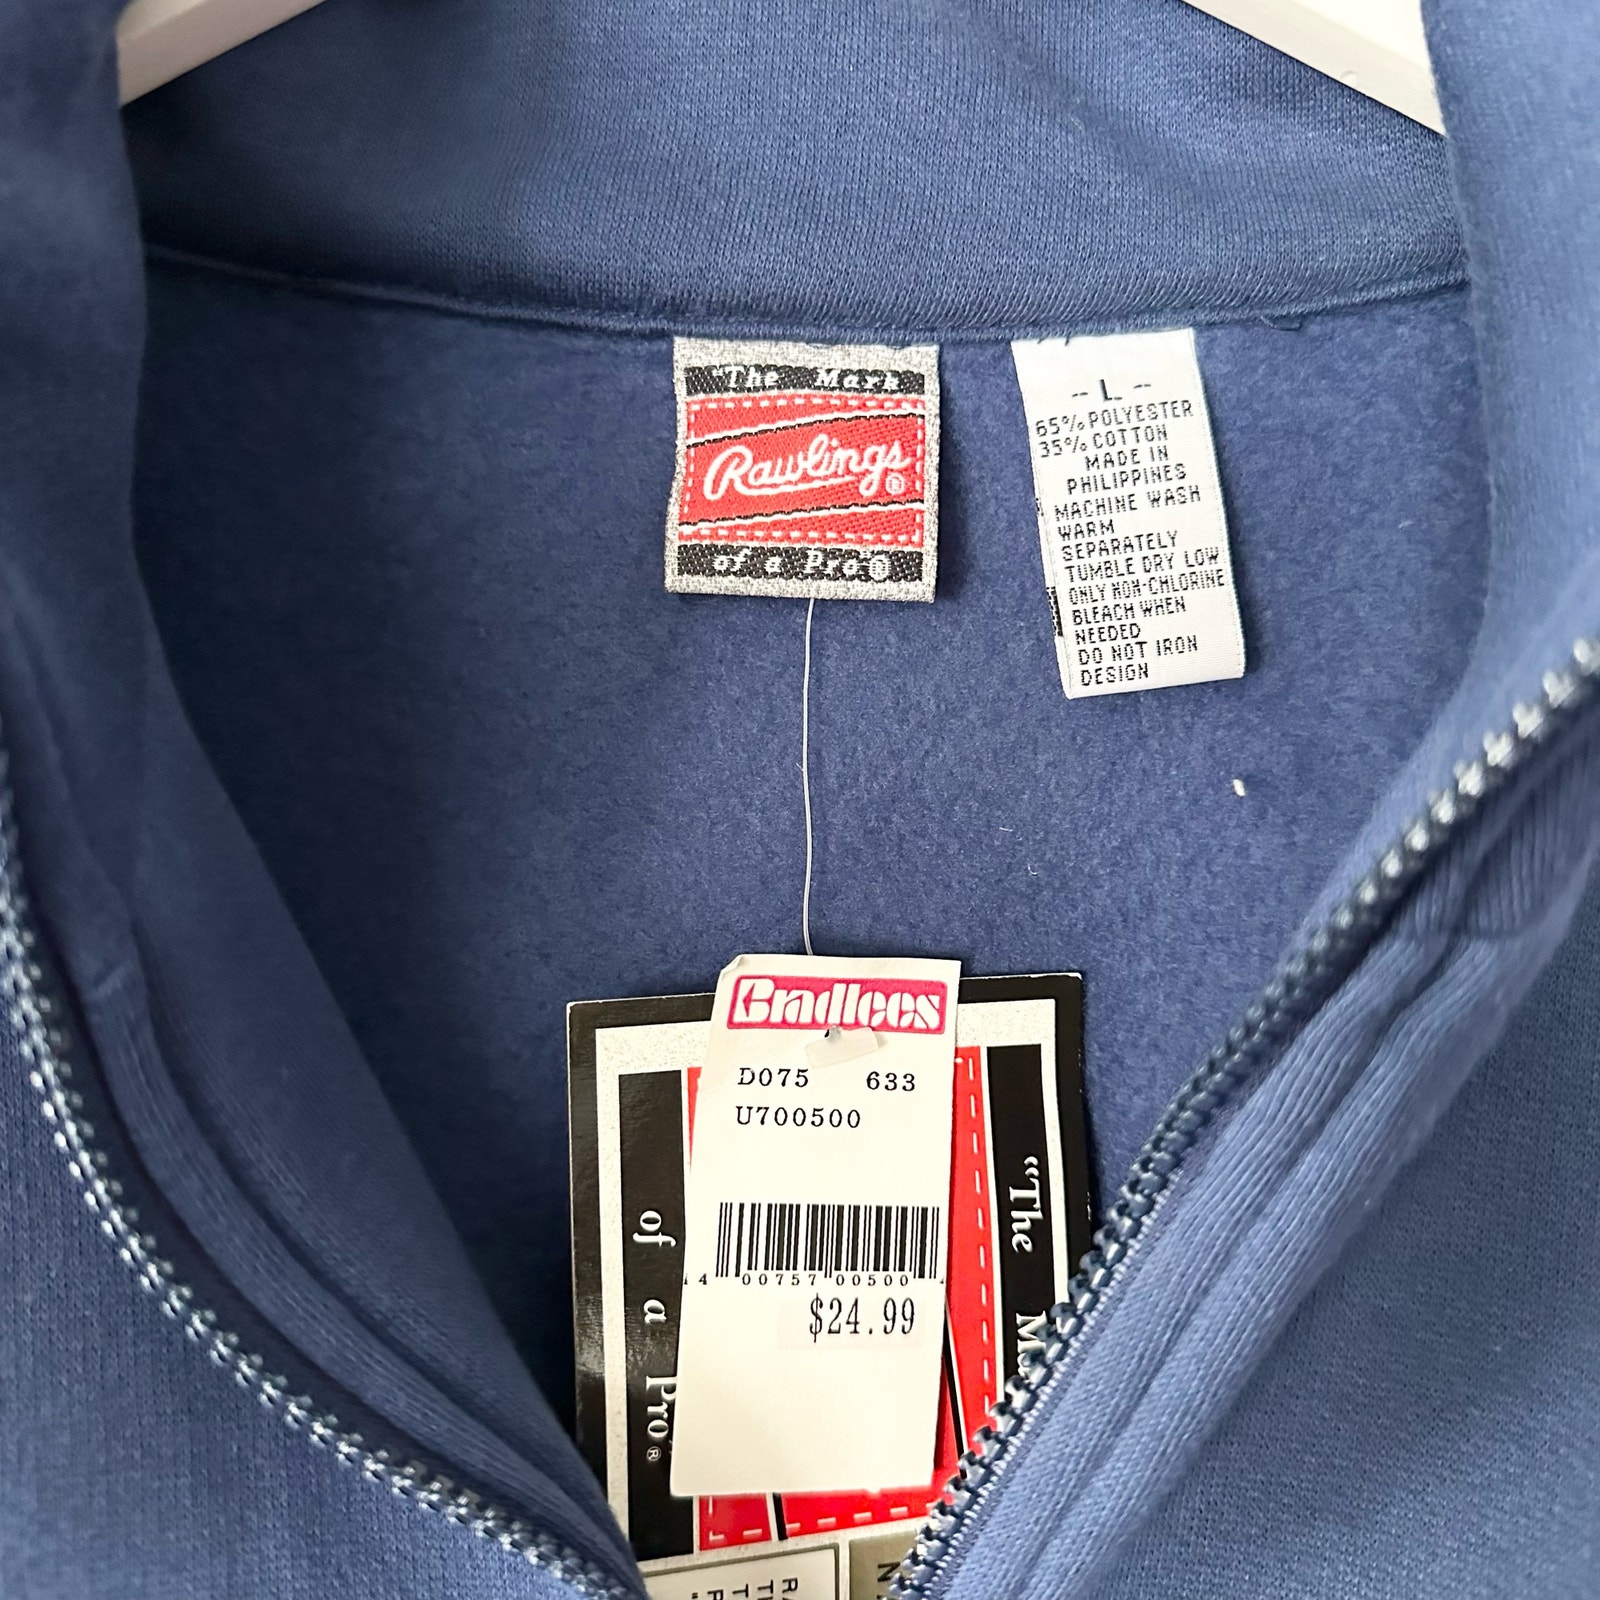 "The Mark
Rawlings®
of a Pro®
-- L --
65% POLYESTER
35% COTTON
MADE IN
PHILIPPINES
MACHINE WASH
WARM
SEPARATELY
TUMBLE DRY LOW
ONLY NON-CHLORINE
BLEACH WHEN
NEEDED
DO NOT IRON
DESIGN
Bradlees
D075 633
U700500
4 00757 00500
$24.99
"The
of a Pro®